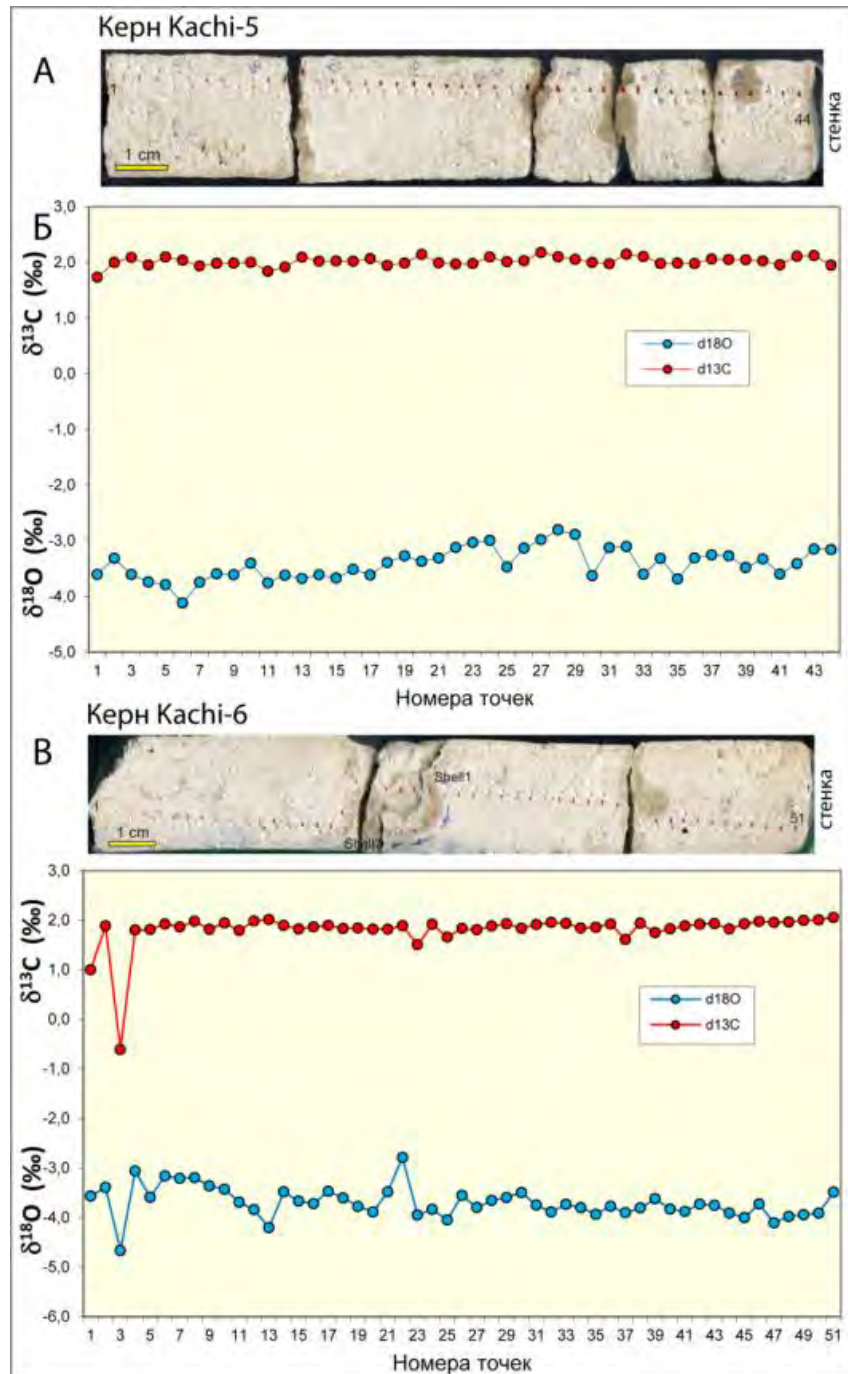 Керн Kachi-5
А
1
44
1 cm
стенка
Б
3,0
2,0
1,0
0,0
-1,0
-2,0
-3,0
-4,0
-5,0
δ¹³C (‰)
δ¹⁸O (‰)
d18O
d13C
1 3 5 7 9 11 13 15 17 19 21 23 25 27 29 31 33 35 37 39 41 43
Номера точек
Керн Kachi-6
В
Shell1
1 cm
51
стенка
3,0
2,0
1,0
0,0
-1,0
-2,0
-3,0
-4,0
-5,0
-6,0
δ¹³C (‰)
δ¹⁸O (‰)
d18O
d13C
1 3 5 7 9 11 13 15 17 19 21 23 25 27 29 31 33 35 37 39 41 43 45 47 49 51
Номера точек